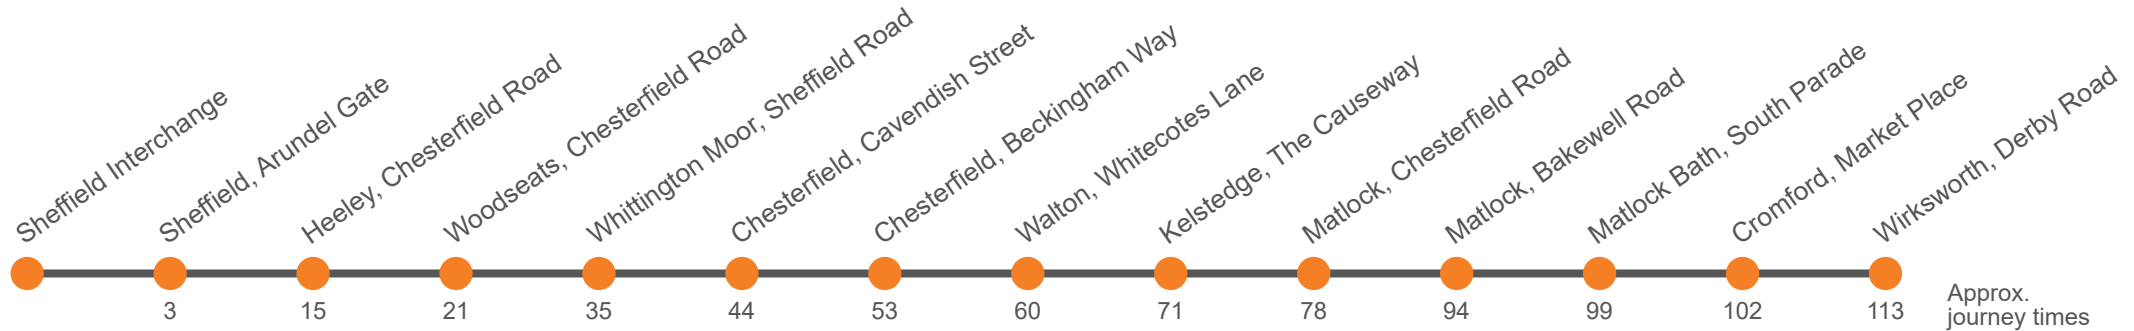 Sheffield Interchange
Sheffield, Arundel Gate
Heeley, Chesterfield Road
Woodseats, Chesterfield Road
Whittington Moor, Sheffield Road
Chesterfield, Cavendish Street
Chesterfield, Beckingham Way
Walton, Whitecotes Lane
Kelstedge, The Causeway
Matlock, Chesterfield Road
Matlock, Bakewell Road
Matlock Bath, South Parade
Cromford, Market Place
Wirksworth, Derby Road
3 15 21 35 44 53 60 71 78 94 99 102 113
Approx.
journey times